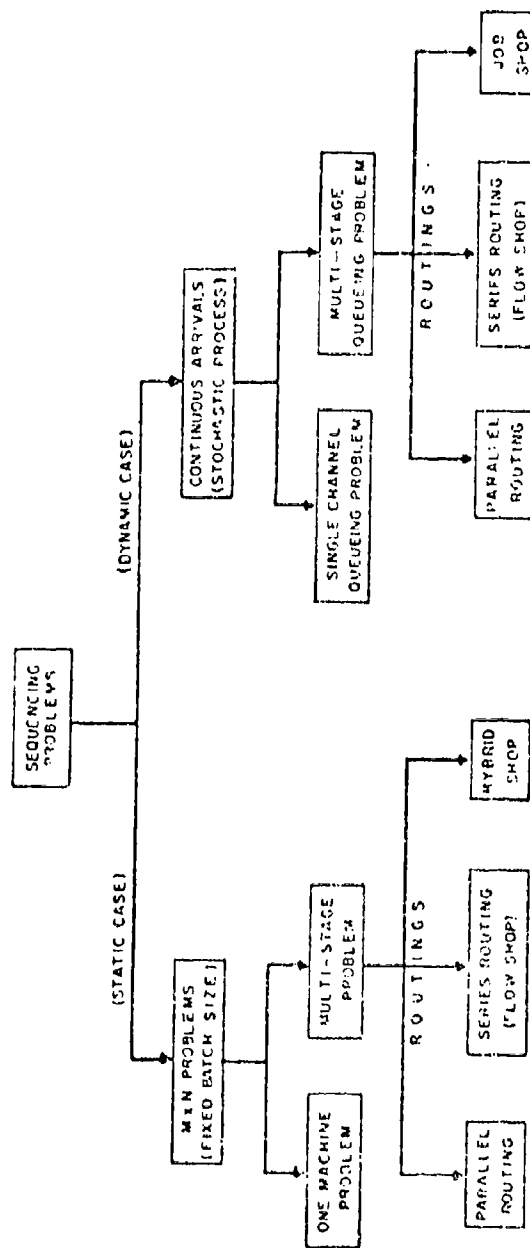 SEQUENCING
PROBLEMS
(STATIC CASE)
(DYNAMIC CASE)
M x N PROBLEMS
(FIXED BATCH SIZE)
CONTINUOUS ARRIVALS
(STOCHASTIC PROCESS)
ONE MACHINE
PROBLEM
MULTI-STAGE
PROBLEM
SINGLE CHANNEL
QUEUEING PROBLEM
MULTI-STAGE
QUEUEING PROBLEM
ROUTINGS
ROUTINGS
PARALLEL
ROUTING
SERIES ROUTING
(FLOW SHOP)
HYBRID
SHOP
PARALLEL
ROUTING
SERIES ROUTING
(FLOW SHOP)
JOB
SHOP